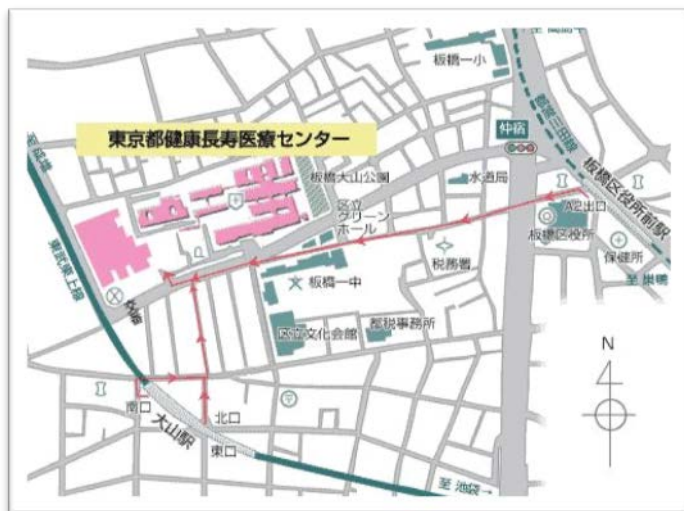 板橋一小
仲宿
都営三田線
東京都健康長寿医療センター
板橋大山公園
水道局
板橋区役所前駅
至 成増
区立
グリーン
ホール
A2出口
板橋区役所
税務署
保健所
至 巣鴨
東武東上線
板橋一中
区立文化会館
都税事務所
N
南口
北口
大山駅
東口
至 池袋→